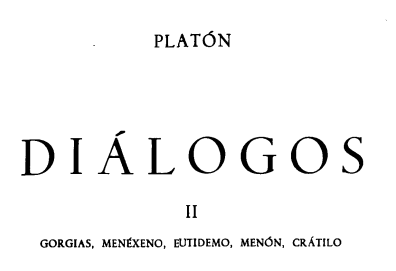 PLATÓN
DIÁLOGOS
II
GORGIAS, MENÉXENO, EUTIDEMO, MENÓN, CRÁTILO